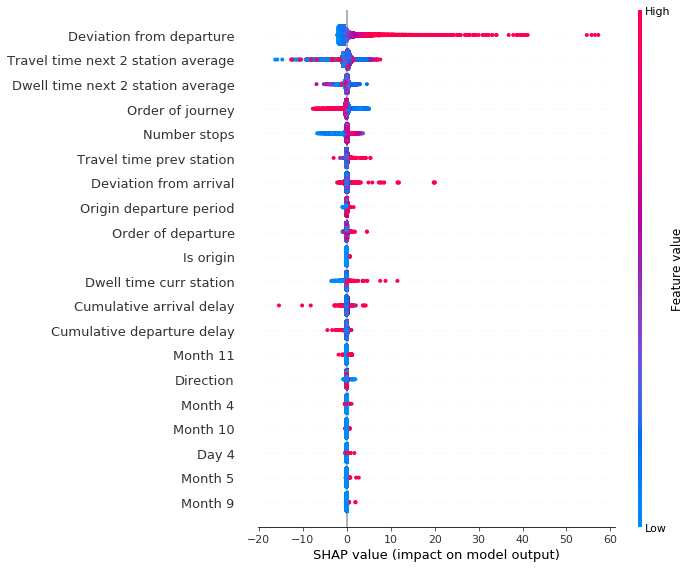 High
Deviation from departure
Travel time next 2 station average
Dwell time next 2 station average
Order of journey
Number stops
Travel time prev station
Deviation from arrival
Origin departure period
Order of departure
Is origin
Dwell time curr station
Cumulative arrival delay
Cumulative departure delay
Month 11
Direction
Month 4
Month 10
Day 4
Month 5
Month 9
Feature value
Low
−20 −10 0 10 20 30 40 50 60
SHAP value (impact on model output)